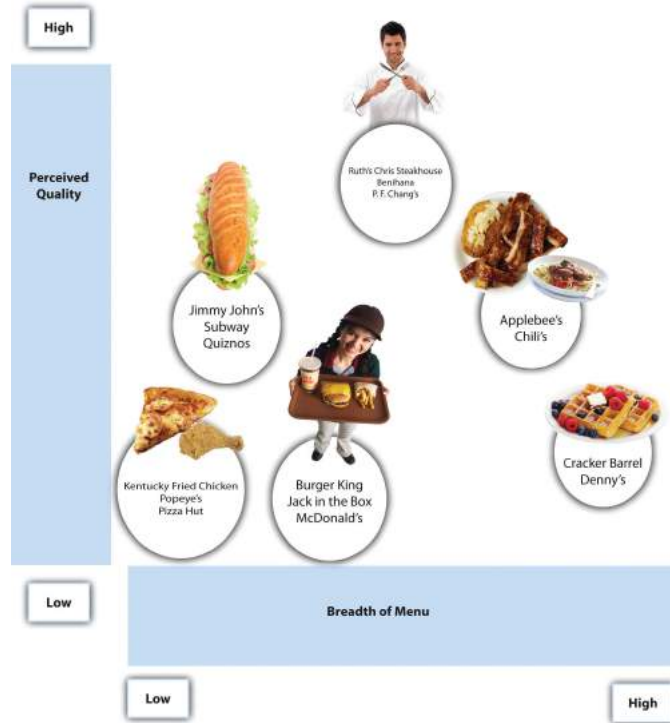 High
Perceived
Quality
Ruth's Chris Steakhouse
Benihana
P. F. Chang's
Jimmy John's
Subway
Quiznos
Applebee's
Chili's
Kentucky Fried Chicken
Popeye's
Pizza Hut
Burger King
Jack in the Box
McDonald's
Cracker Barrel
Denny's
Low
Breadth of Menu
Low
High